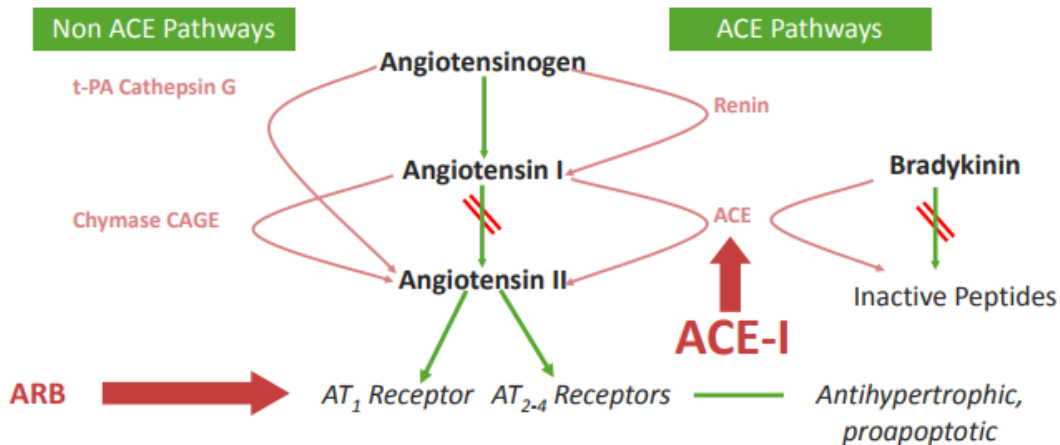 Non ACE Pathways
ACE Pathways
Angiotensinogen
t-PA Cathepsin G
Renin
Angiotensin I
Bradykinin
Chymase CAGE
ACE
Angiotensin II
Inactive Peptides
ACE-I
ARB
AT₁ Receptor
AT₂₋₄ Receptors
Antihypertrophic,
proapoptotic